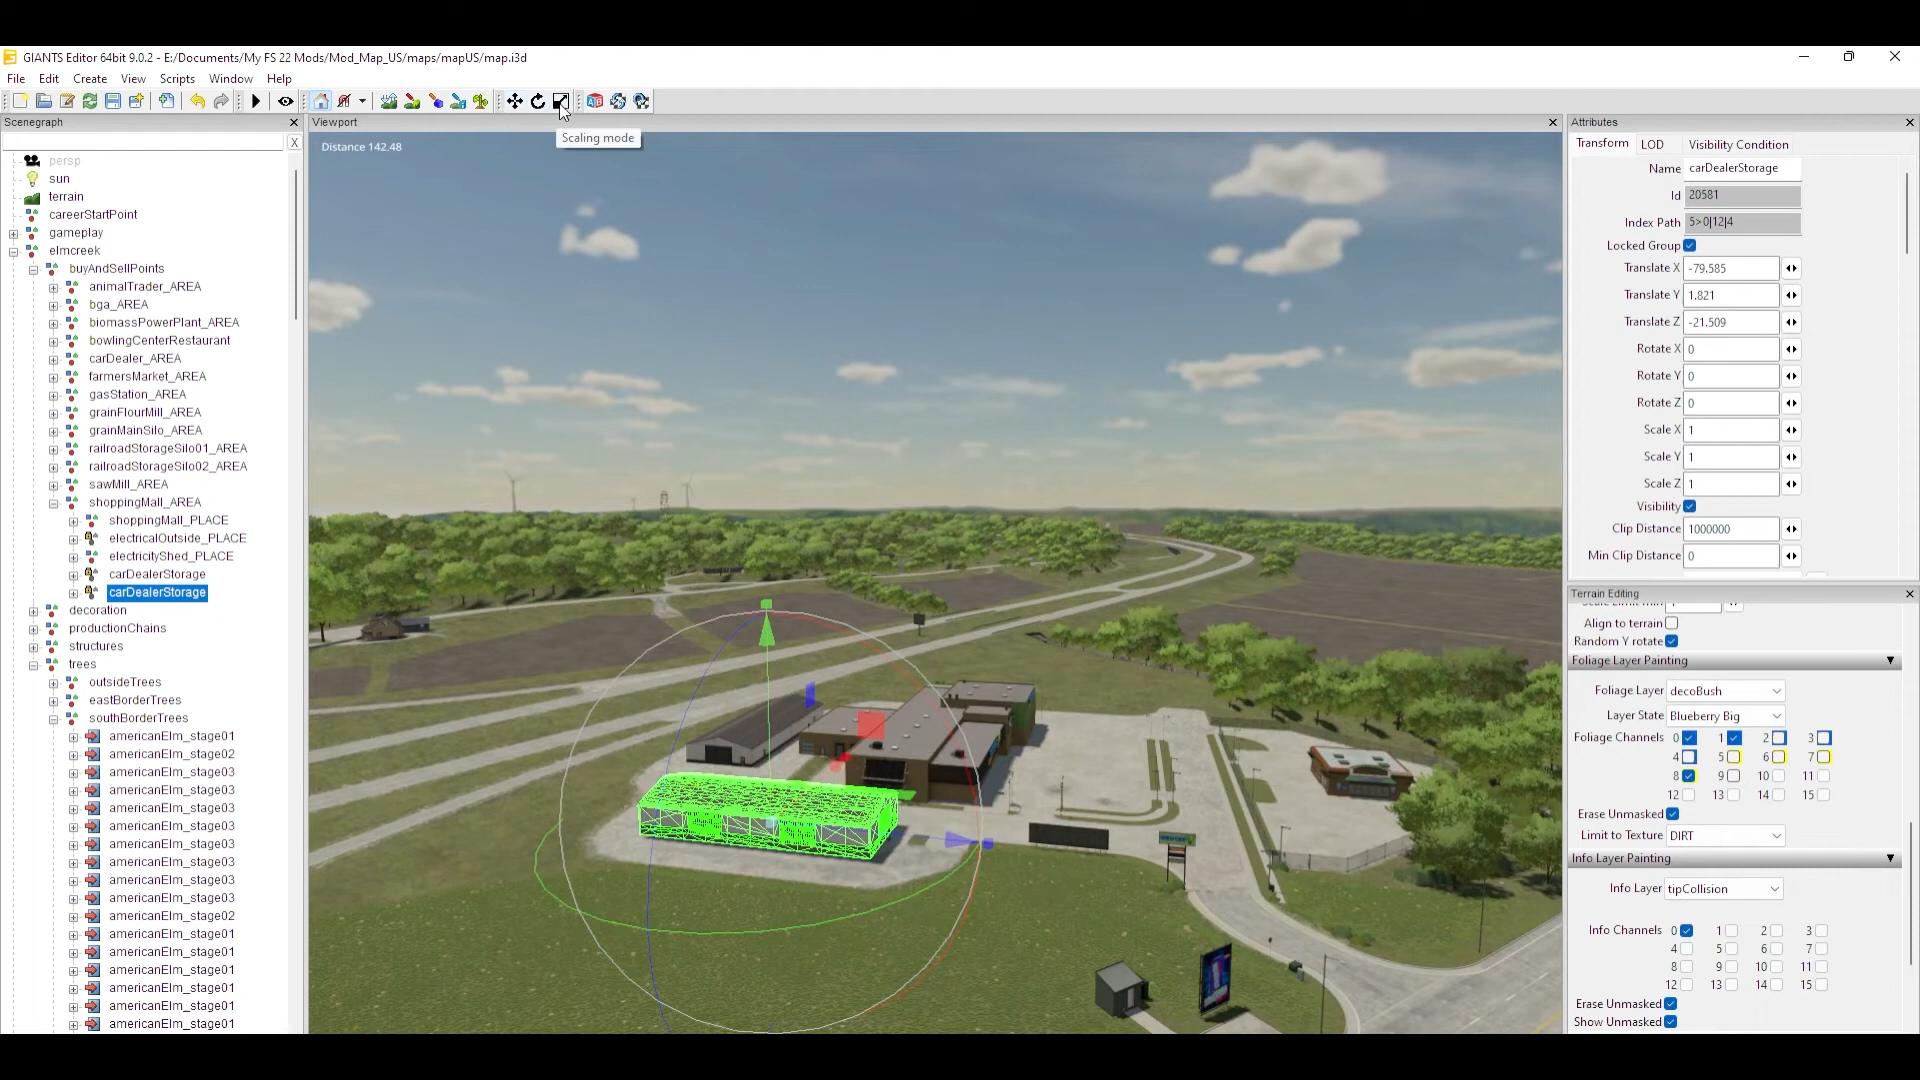 GIANTS Editor 64bit 9.0.2 - E:/Documents/My FS 22 Mods/Mod_Map_US/maps/mapUS/map.i3d
File Edit Create View Scripts Window Help
Scenegraph X
persp
sun
terrain
careerStartPoint
gameplay
elmcreek
buyAndSellPoints
animalTrader_AREA
bga_AREA
biomassPowerPlant_AREA
bowlingCenterRestaurant
carDealer_AREA
farmersMarket_AREA
gasStation_AREA
grainFlourMill_AREA
grainMainSilo_AREA
railroadStorageSilo01_AREA
railroadStorageSilo02_AREA
sawMill_AREA
shoppingMall_AREA
shoppingMall_PLACE
electricalOutside_PLACE
electricityShed_PLACE
carDealerStorage
carDealerStorage
decoration
productionChains
structures
trees
outsideTrees
eastBorderTrees
southBorderTrees
americanElm_stage01
americanElm_stage02
americanElm_stage03
americanElm_stage03
americanElm_stage03
americanElm_stage03
americanElm_stage03
americanElm_stage03
americanElm_stage03
americanElm_stage03
americanElm_stage02
americanElm_stage01
americanElm_stage01
americanElm_stage01
americanElm_stage01
americanElm_stage01
americanElm_stage01
Viewport
Distance 142.48
Scaling mode
Attributes
Transform LOD Visibility Condition
Name carDealerStorage
Id 20581
Index Path 5>0|12|4
Locked Group
Translate X -79.585
Translate Y 1.821
Translate Z -21.509
Rotate X 0
Rotate Y 0
Rotate Z 0
Scale X 1
Scale Y 1
Scale Z 1
Visibility
Clip Distance 1000000
Min Clip Distance 0
Terrain Editing
Align to terrain
Random Y rotate
Foliage Layer Painting
Foliage Layer decoBush
Layer State Blueberry Big
Foliage Channels 0 1 2 3
4 5 6 7
8 9 10 11
12 13 14 15
Erase Unmasked
Limit to Texture DIRT
Info Layer Painting
Info Layer tipCollision
Info Channels 0 1 2 3
4 5 6 7
8 9 10 11
12 13 14 15
Erase Unmasked
Show Unmasked